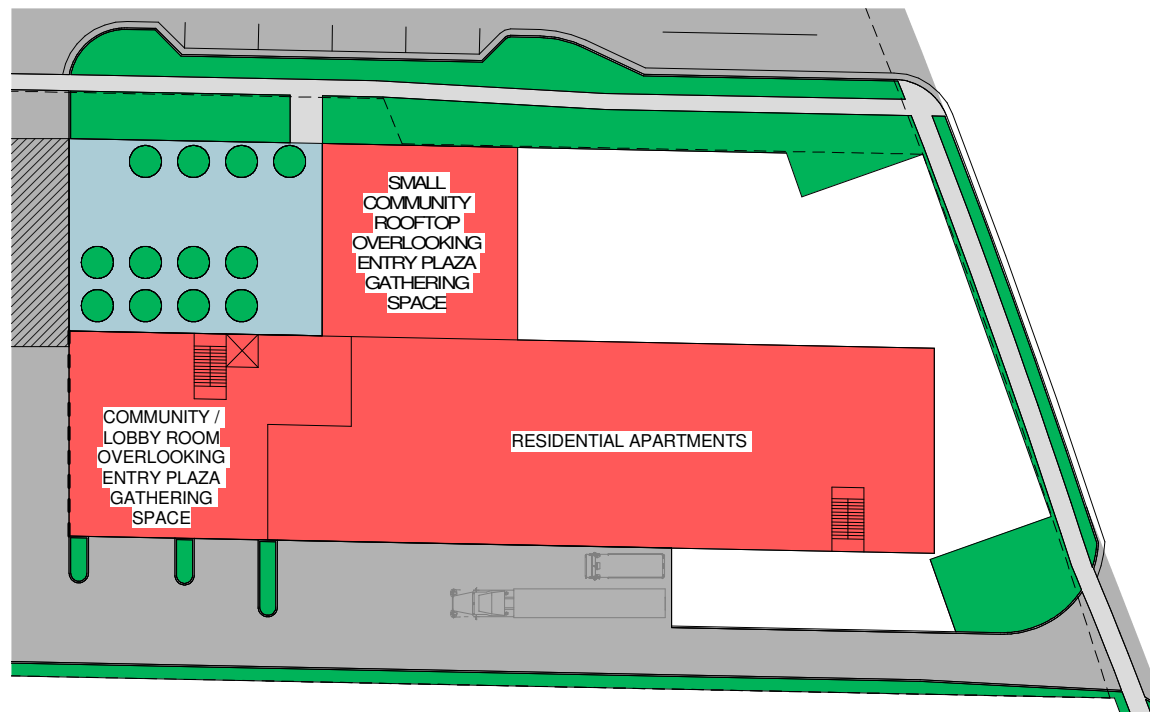 SMALL
COMMUNITY
ROOFTOP
OVERLOOKING
ENTRY PLAZA
GATHERING
SPACE
COMMUNITY /
LOBBY ROOM
OVERLOOKING
ENTRY PLAZA
GATHERING
SPACE
RESIDENTIAL APARTMENTS